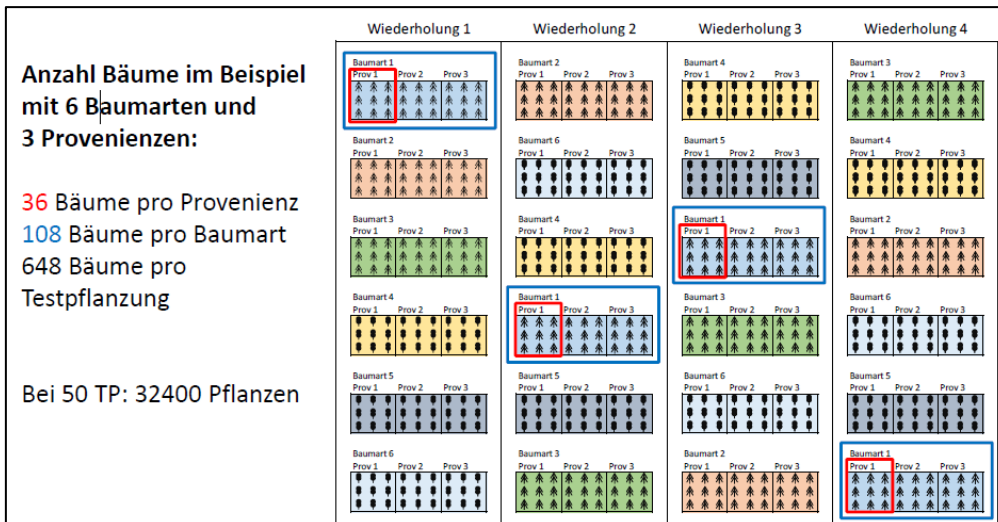 Wiederholung 1 Wiederholung 2 Wiederholung 3 Wiederholung 4
Anzahl Bäume im Beispiel
mit 6 Baumarten und
3 Provenienzen:
36 Bäume pro Provenienz
108 Bäume pro Baumart
648 Bäume pro
Testpflanzung
Bei 50 TP: 32400 Pflanzen
Baumart 1
Prov 1 Prov 2 Prov 3
Baumart 2
Prov 1 Prov 2 Prov 3
Baumart 3
Prov 1 Prov 2 Prov 3
Baumart 4
Prov 1 Prov 2 Prov 3
Baumart 5
Prov 1 Prov 2 Prov 3
Baumart 6
Prov 1 Prov 2 Prov 3
Baumart 2
Prov 1 Prov 2 Prov 3
Baumart 6
Prov 1 Prov 2 Prov 3
Baumart 4
Prov 1 Prov 2 Prov 3
Baumart 1
Prov 1 Prov 2 Prov 3
Baumart 5
Prov 1 Prov 2 Prov 3
Baumart 3
Prov 1 Prov 2 Prov 3
Baumart 4
Prov 1 Prov 2 Prov 3
Baumart 5
Prov 1 Prov 2 Prov 3
Baumart 1
Prov 1 Prov 2 Prov 3
Baumart 3
Prov 1 Prov 2 Prov 3
Baumart 6
Prov 1 Prov 2 Prov 3
Baumart 2
Prov 1 Prov 2 Prov 3
Baumart 3
Prov 1 Prov 2 Prov 3
Baumart 4
Prov 1 Prov 2 Prov 3
Baumart 2
Prov 1 Prov 2 Prov 3
Baumart 6
Prov 1 Prov 2 Prov 3
Baumart 5
Prov 1 Prov 2 Prov 3
Baumart 1
Prov 1 Prov 2 Prov 3